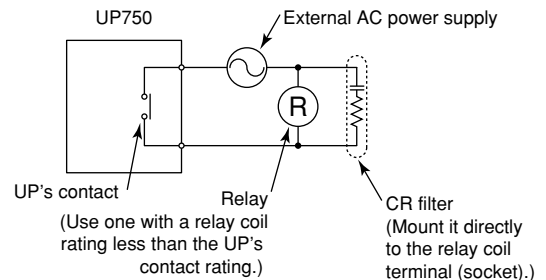 UP750
External AC power supply
R
UP's contact
Relay
(Use one with a relay coil
rating less than the UP's
contact rating.)
CR filter
(Mount it directly
to the relay coil
terminal (socket).)